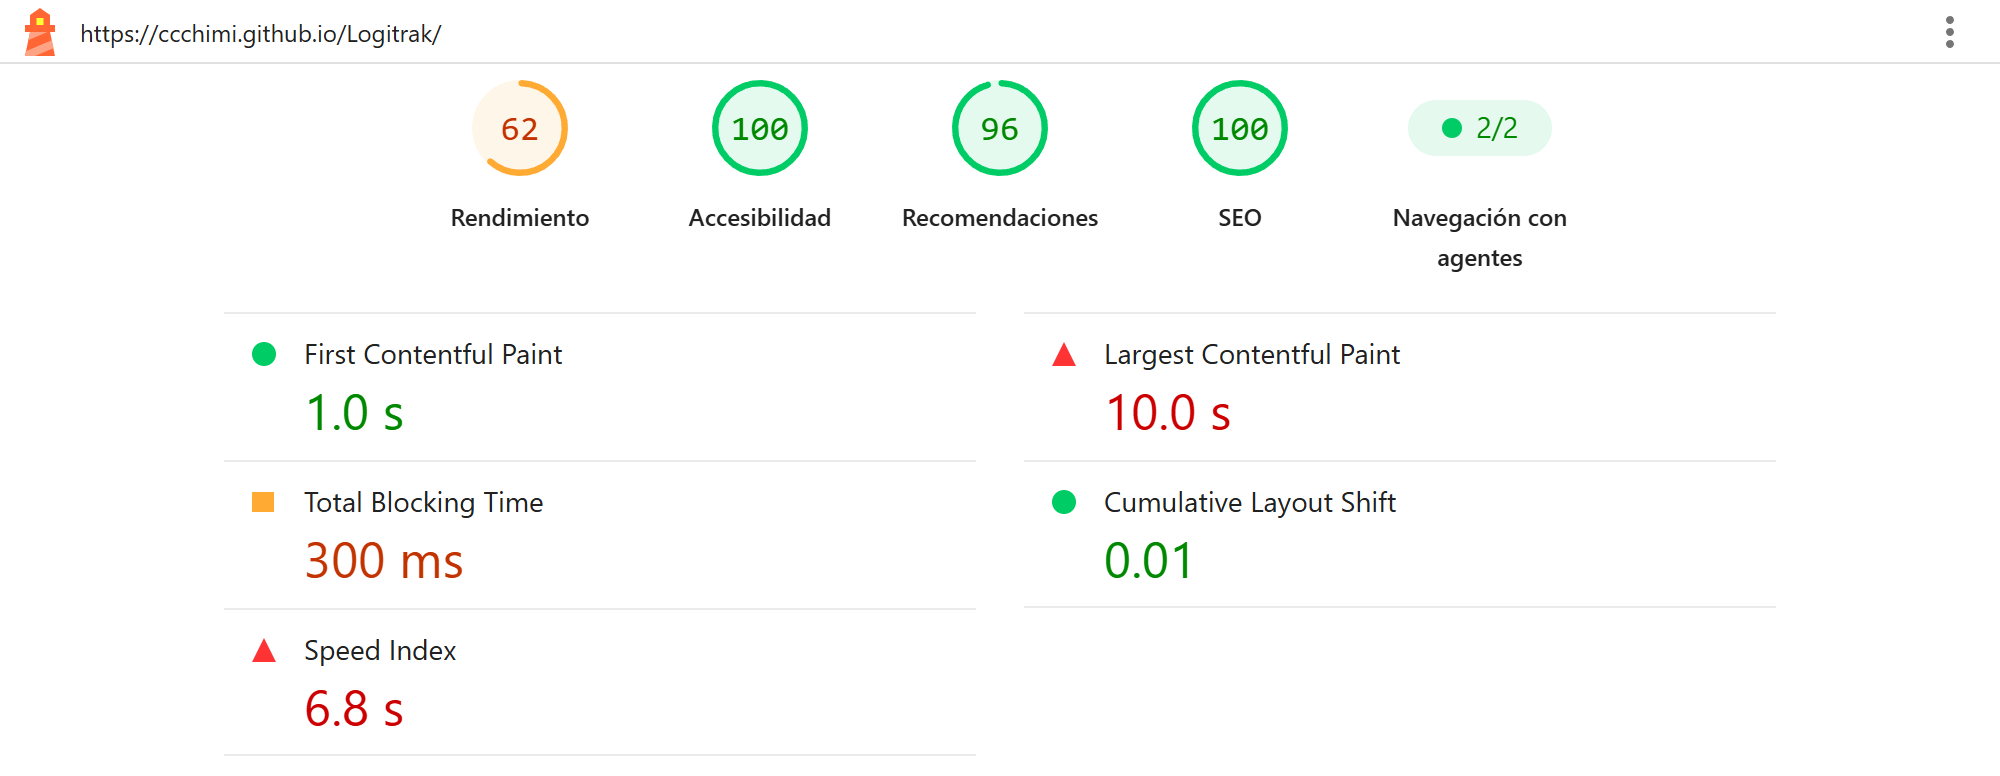 https://ccchimi.github.io/Logitrak/
62
100
96
100
2/2
Rendimiento
Accesibilidad
Recomendaciones
SEO
Navegación con
agentes
First Contentful Paint
1.0 s
Largest Contentful Paint
10.0 s
Total Blocking Time
300 ms
Cumulative Layout Shift
0.01
Speed Index
6.8 s